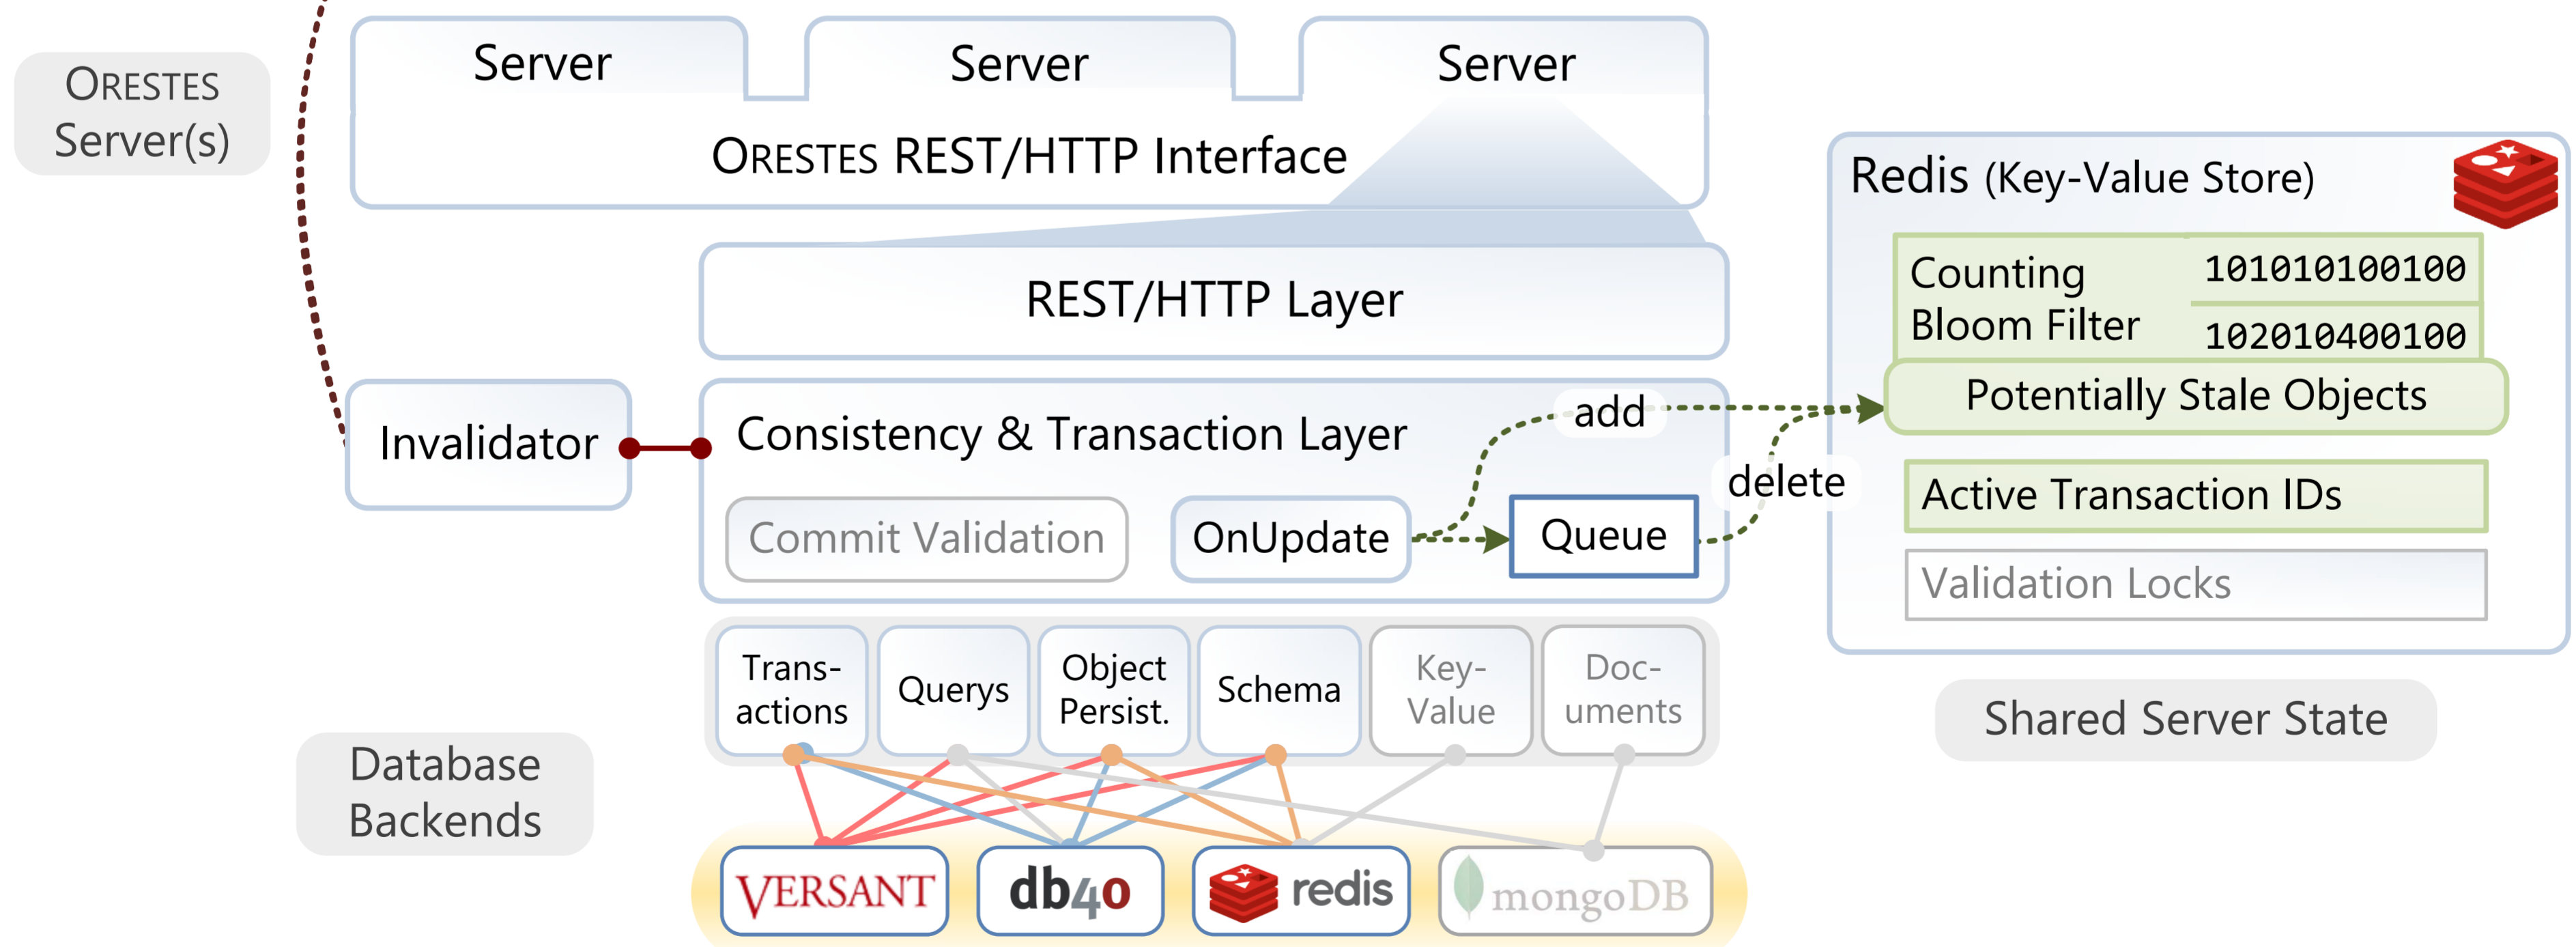 ORESTES
Server(s)
Server
Server
Server
ORESTES REST/HTTP Interface
REST/HTTP Layer
Invalidator
Consistency & Transaction Layer
Commit Validation
OnUpdate
Queue
add
delete
Redis (Key-Value Store)
Counting
Bloom Filter
101010100100
102010400100
Potentially Stale Objects
Active Transaction IDs
Validation Locks
Shared Server State
Trans-
actions
Querys
Object
Persist.
Schema
Key-
Value
Doc-
uments
Database
Backends
VERSANT
db4o
redis
mongoDB